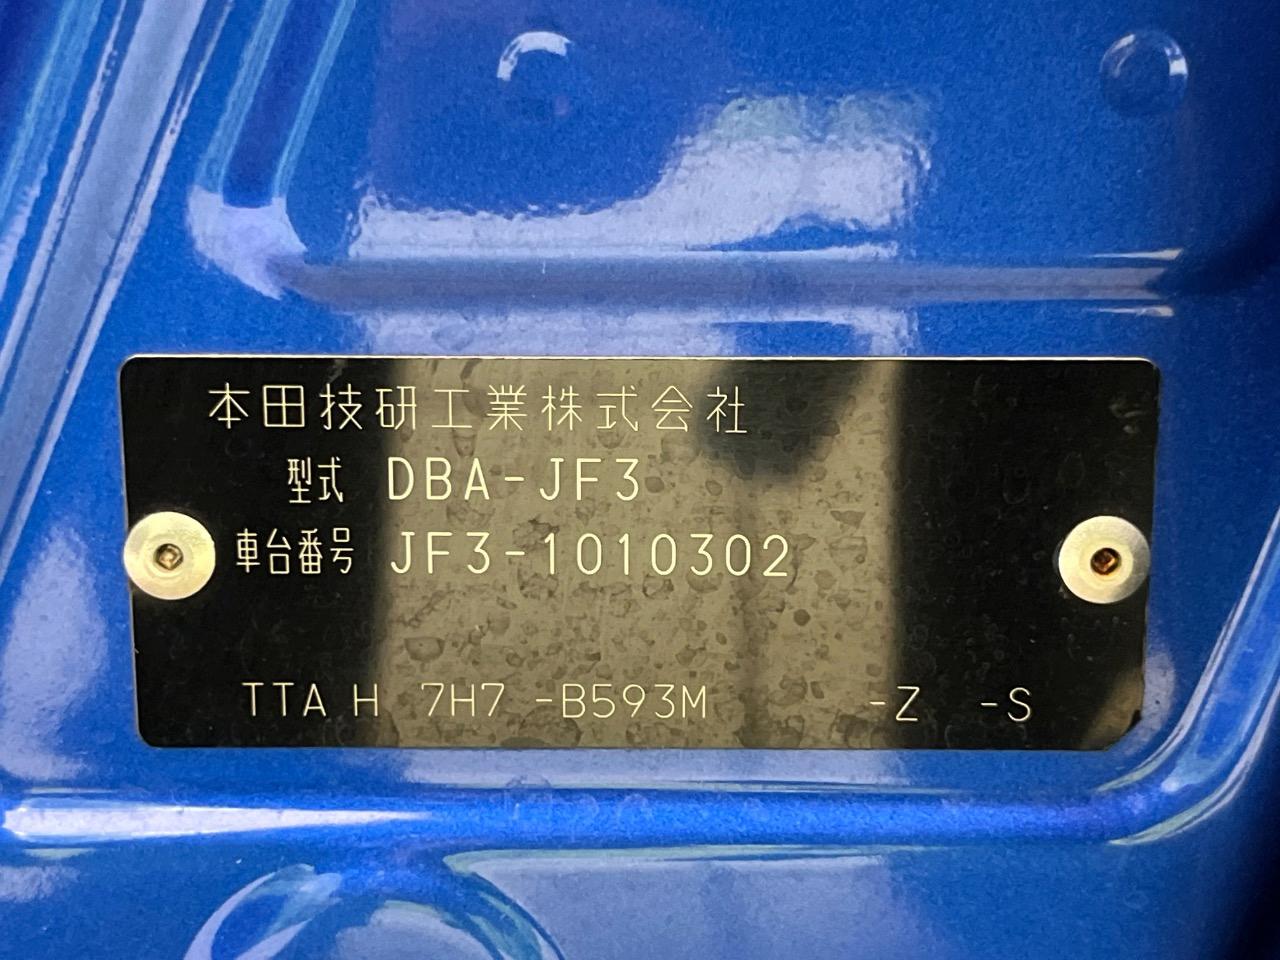 本田技研工業株式会社
型式 DBA-JF3
車台番号 JF3-1010302
TTA H 7H7 -B593M -Z -S